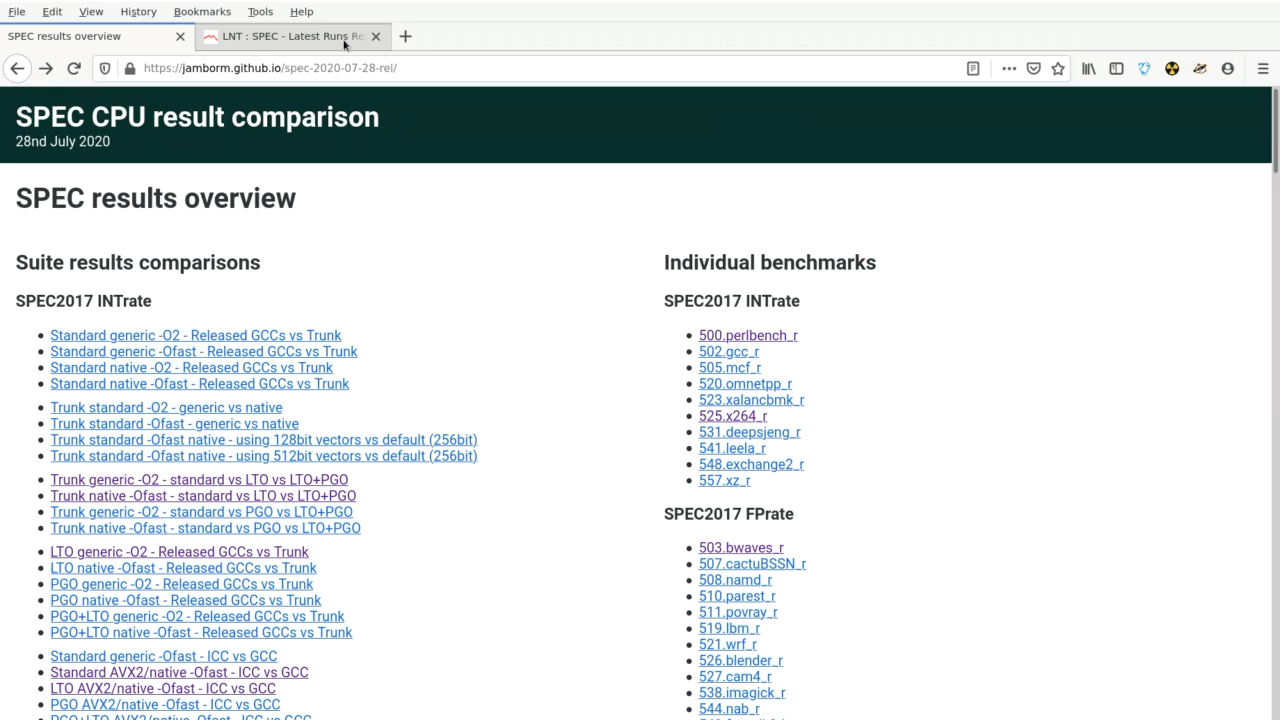 File Edit View History Bookmarks Tools Help
SPEC results overview
LNT : SPEC - Latest Runs Re
https://jamborm.github.io/spec-2020-07-28-rel/
SPEC CPU result comparison
28nd July 2020
SPEC results overview
Suite results comparisons
SPEC2017 INTrate
Standard generic -O2 - Released GCCs vs Trunk
Standard generic -Ofast - Released GCCs vs Trunk
Standard native -O2 - Released GCCs vs Trunk
Standard native -Ofast - Released GCCs vs Trunk
Trunk standard -O2 - generic vs native
Trunk standard -Ofast - generic vs native
Trunk standard -Ofast native - using 128bit vectors vs default (256bit)
Trunk standard -Ofast native - using 512bit vectors vs default (256bit)
Trunk generic -O2 - standard vs LTO vs LTO+PGO
Trunk native -Ofast - standard vs LTO vs LTO+PGO
Trunk generic -O2 - standard vs PGO vs LTO+PGO
Trunk native -Ofast - standard vs PGO vs LTO+PGO
LTO generic -O2 - Released GCCs vs Trunk
LTO native -Ofast - Released GCCs vs Trunk
PGO generic -O2 - Released GCCs vs Trunk
PGO native -Ofast - Released GCCs vs Trunk
PGO+LTO generic -O2 - Released GCCs vs Trunk
PGO+LTO native -Ofast - Released GCCs vs Trunk
Standard generic -Ofast - ICC vs GCC
Standard AVX2/native -Ofast - ICC vs GCC
LTO AVX2/native -Ofast - ICC vs GCC
PGO AVX2/native -Ofast - ICC vs GCC
PGO+LTO AVX2/native -Ofast - ICC vs GCC
Individual benchmarks
SPEC2017 INTrate
500.perlbench_r
502.gcc_r
505.mcf_r
520.omnetpp_r
523.xalancbmk_r
525.x264_r
531.deepsjeng_r
541.leela_r
548.exchange2_r
557.xz_r
SPEC2017 FPrate
503.bwaves_r
507.cactuBSSN_r
508.namd_r
510.parest_r
511.povray_r
519.lbm_r
521.wrf_r
526.blender_r
527.cam4_r
538.imagick_r
544.nab_r